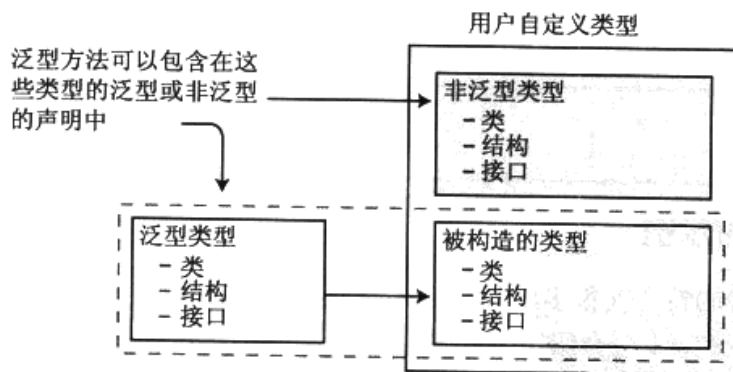 用户自定义类型
泛型方法可以包含在这
些类型的泛型或非泛型
的声明中
非泛型类型
- 类
- 结构
- 接口
泛型类型
- 类
- 结构
- 接口
被构造的类型
- 类
- 结构
- 接口